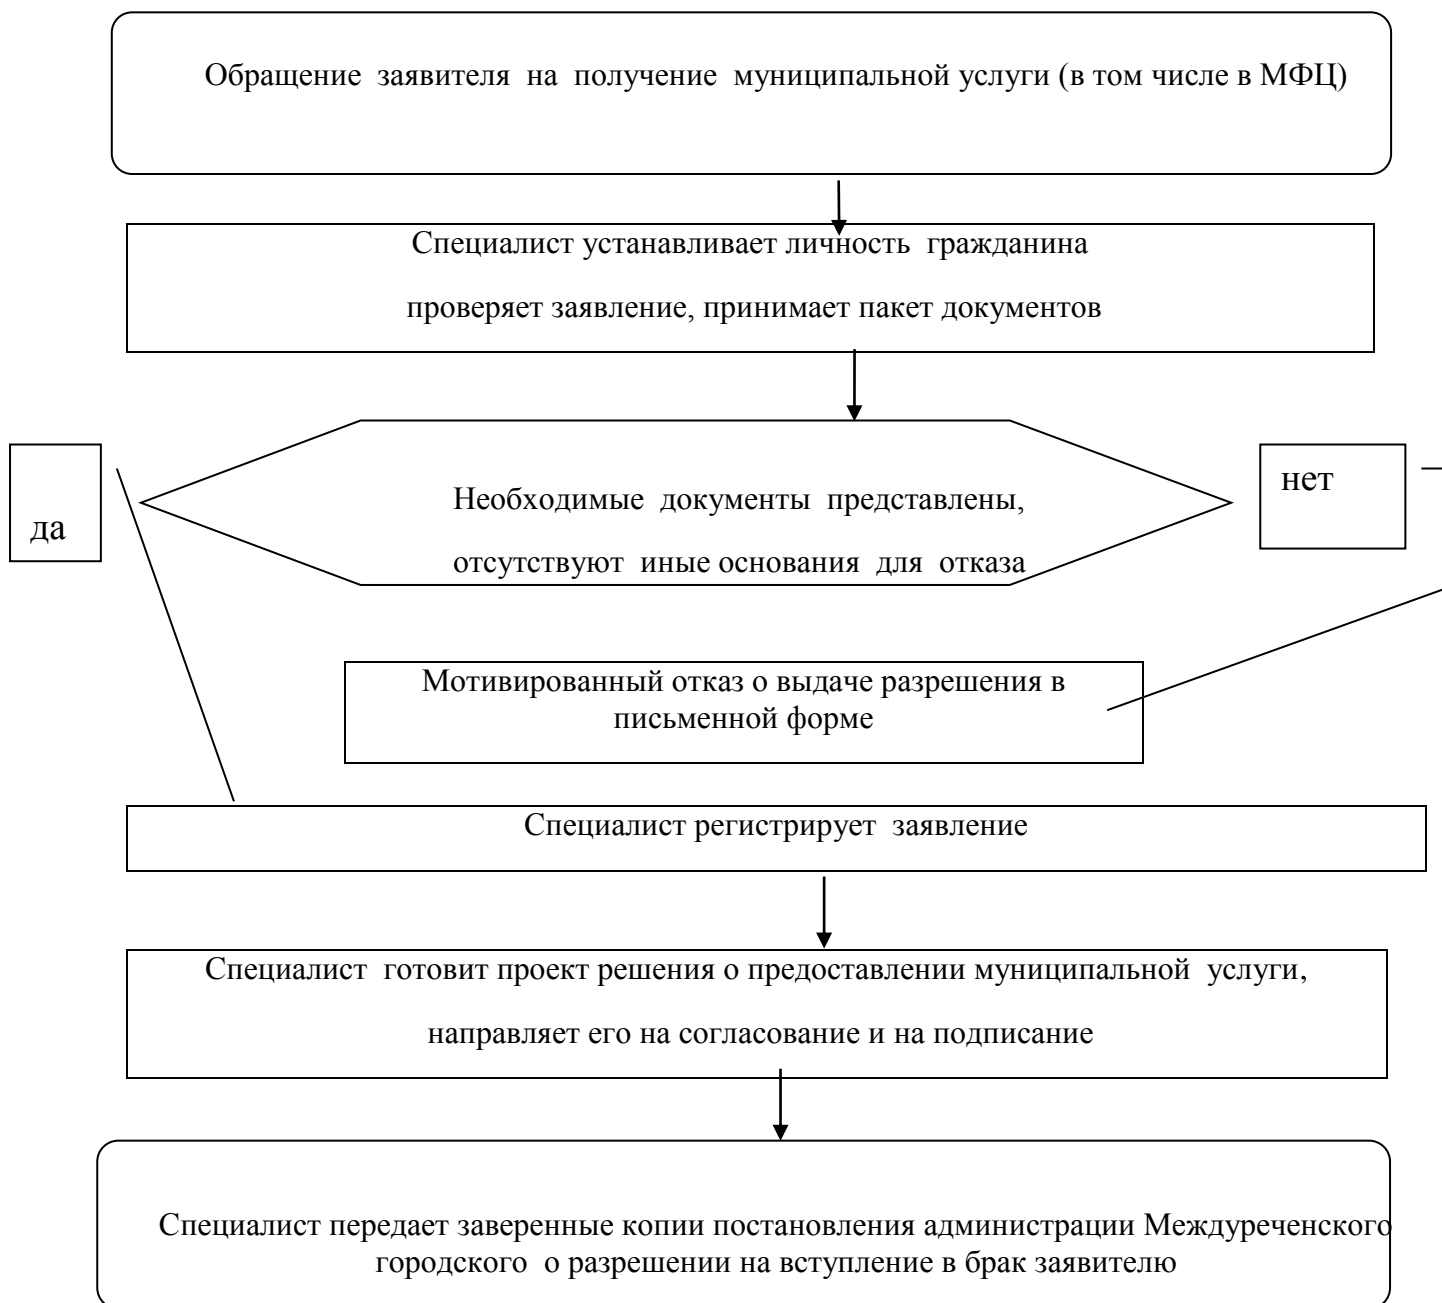 Обращение заявителя на получение муниципальной услуги (в том числе в МФЦ)
Специалист устанавливает личность гражданина
проверяет заявление, принимает пакет документов
да
Необходимые документы представлены,
отсутствуют иные основания для отказа
нет
Мотивированный отказ о выдаче разрешения в
письменной форме
Специалист регистрирует заявление
Специалист готовит проект решения о предоставлении муниципальной услуги,
направляет его на согласование и на подписание
Специалист передает заверенные копии постановления администрации Междуреченского
городского о разрешении на вступление в брак заявителю